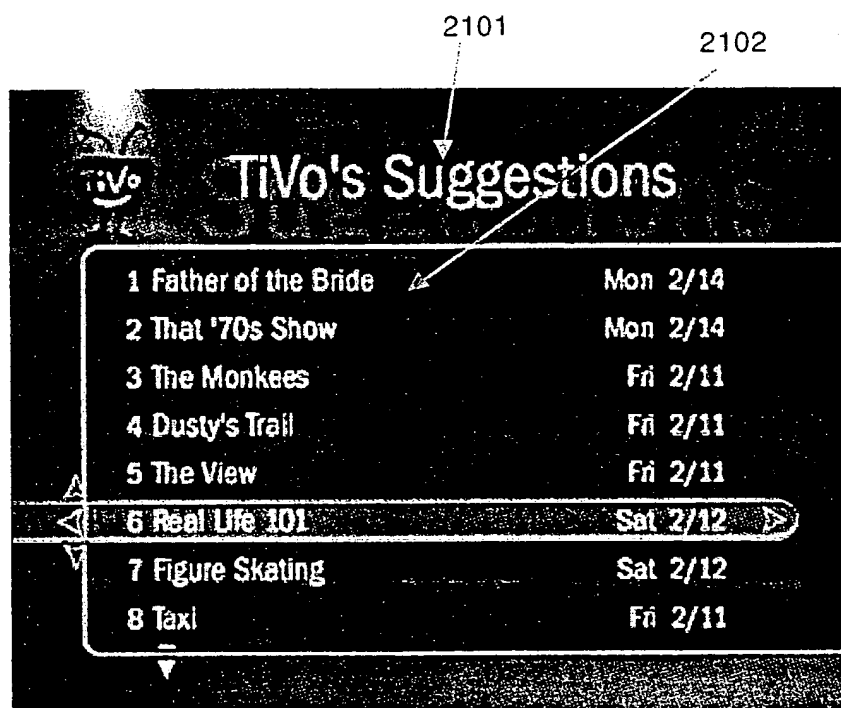 2101
2102
TiVo
TiVo's Suggestions
1 Father of the Bride Mon 2/14
2 That '70s Show Mon 2/14
3 The Monkees Fri 2/11
4 Dusty's Trail Fri 2/11
5 The View Fri 2/11
6 Real Life 101 Sat 2/12
7 Figure Skating Sat 2/12
8 Taxi Fri 2/11